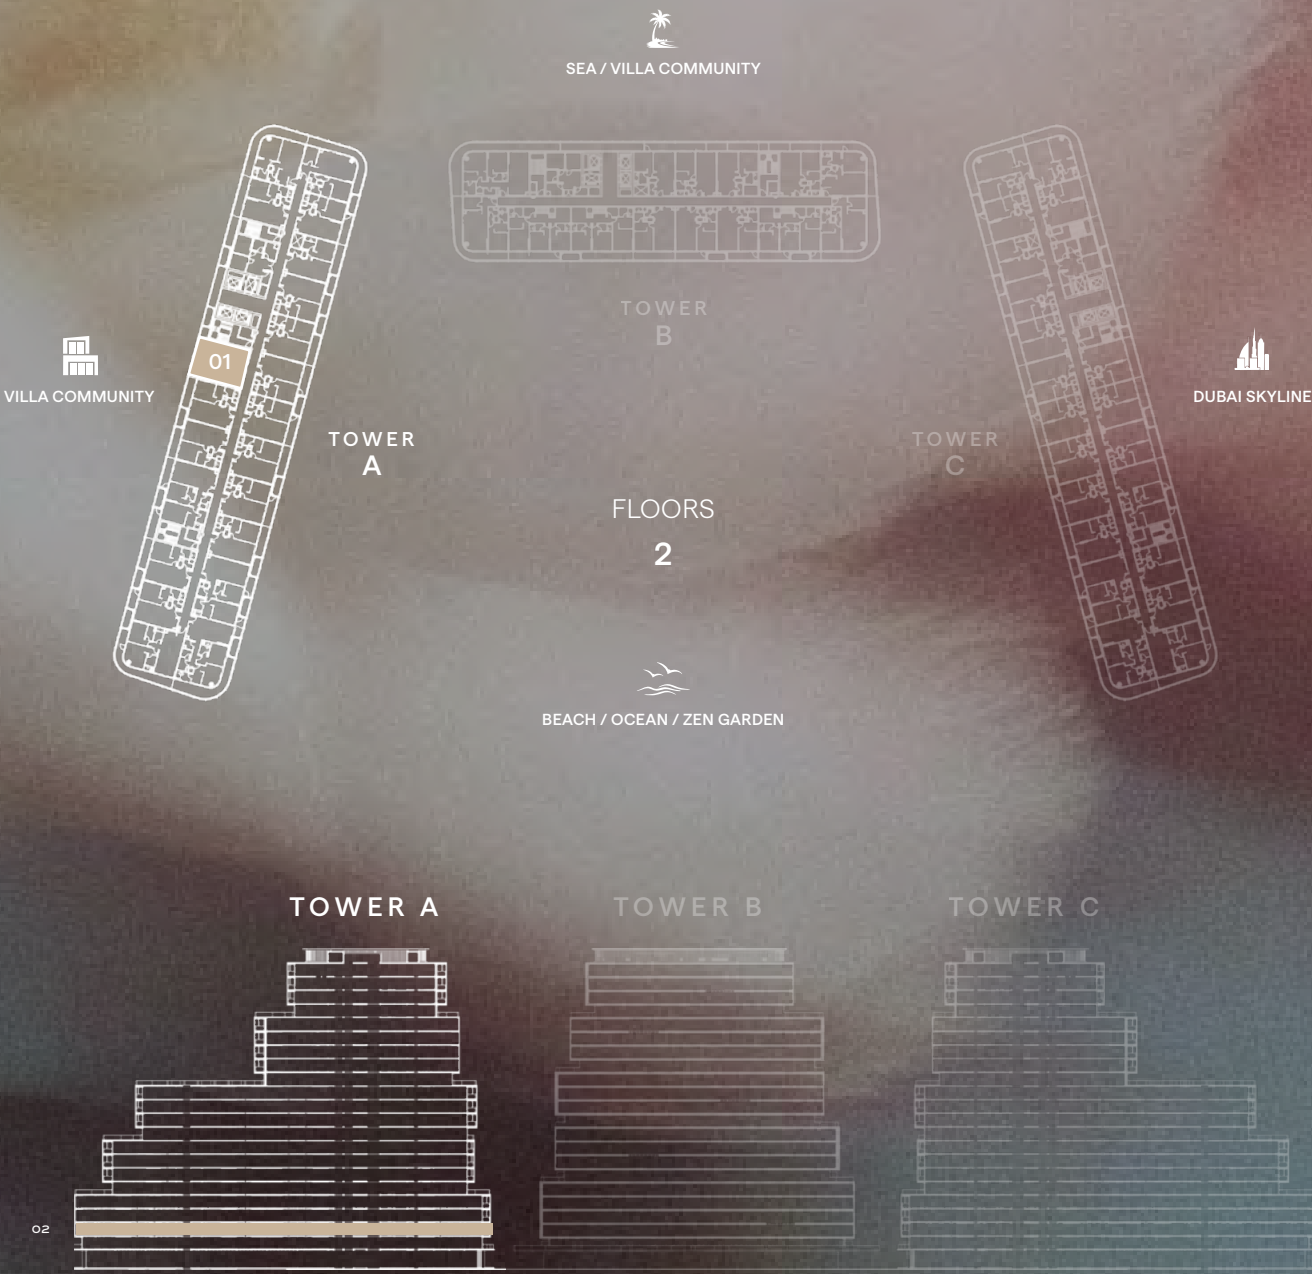 SEA / VILLA COMMUNITY
TOWER
B
01
VILLA COMMUNITY
DUBAI SKYLINE
TOWER
A
TOWER
C
FLOORS
2
BEACH / OCEAN / ZEN GARDEN
TOWER A
TOWER B
TOWER C
02